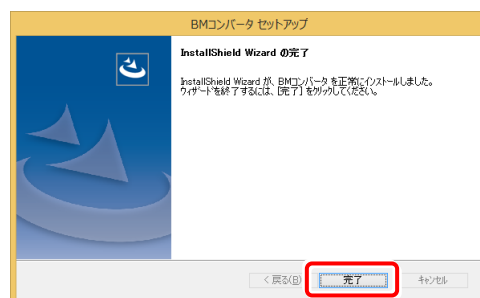 BMコンバータ セットアップ
InstallShield Wizard の完了
InstallShield Wizard が、BMコンバータ を正常にインストールしました。
ウィザードを終了するには、[完了] をクリックしてください。
< 戻る(B)
完了
キャンセル